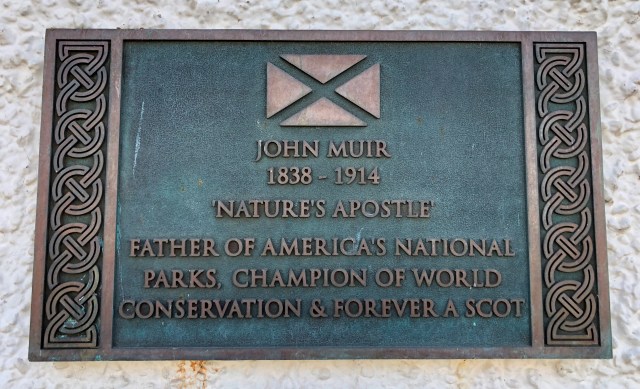 JOHN MUIR
1838 - 1914
'NATURE'S APOSTLE'
FATHER OF AMERICA'S NATIONAL
PARKS, CHAMPION OF WORLD
CONSERVATION & FOREVER A SCOT